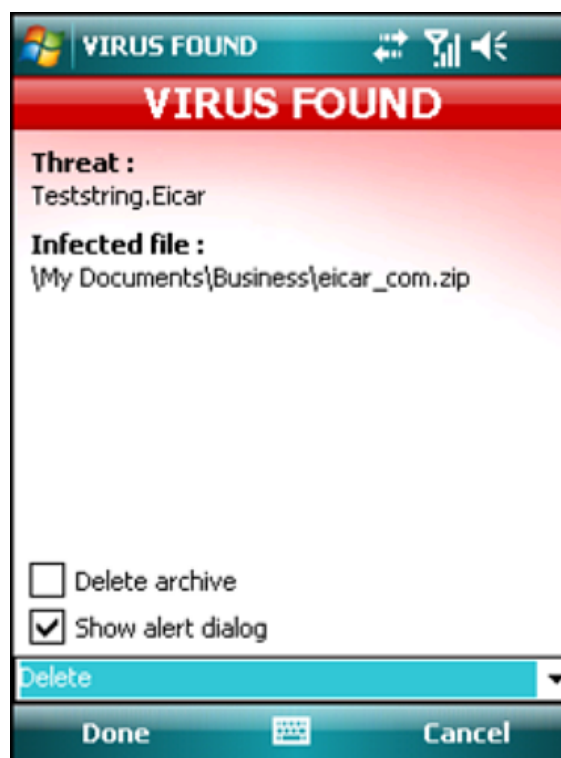 VIRUS FOUND
VIRUS FOUND
Threat :
Teststring.Eicar
Infected file :
\My Documents\Business\eicar_com.zip
Delete archive
Show alert dialog
Delete
Done
Cancel